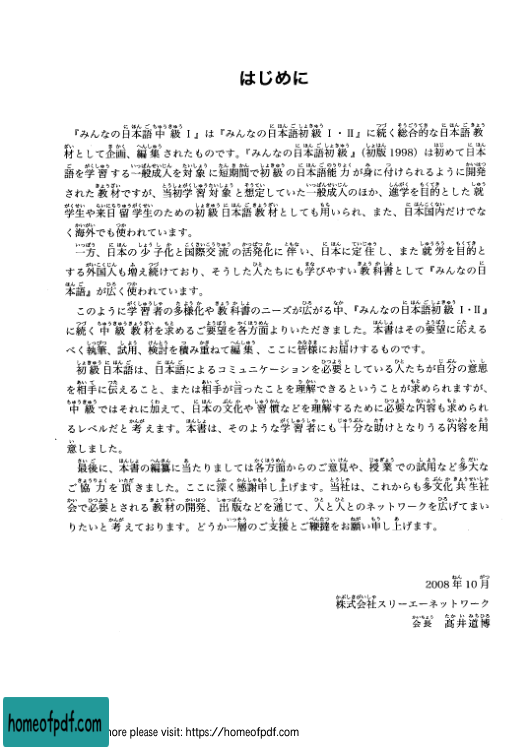 はじめに
『みんなの日本語中級Ⅰ』は『みんなの日本語初級Ⅰ・Ⅱ』に続く総合的な日本語教
材として企画、編集されたものです。『みんなの日本語初級』(初版1998)は初めて日本
語を学習する一般成人を対象に短期間で初級の日本語能力が身に付けられるように開発
された教材ですが、当初学習対象と想定していた一般成人のほか、進学を目的とした就
学生や来日留学生のための初級日本語教材としても用いられ、また、日本国内だけでな
く海外でも使われています。
一方、日本の少子化と国際交流の活発化に伴い、日本に定住し、また就労を目的と
する外国人も増え続けており、そうした人たちにも学びやすい教科書として『みんなの日
本語』が広く使われています。
このように学習者の多様化や教科書のニーズが広がる中、『みんなの日本語初級Ⅰ・Ⅱ』
に続く中級教材を求めるご要望を各方面よりいただきました。本書はその要望に応える
べく執筆、試用、検討を積み重ねて編集、ここに皆様にお届けするものです。
初級日本語は、日本語によるコミュニケーションを必要としている人たちが自分の意思
を相手に伝えること、または相手が言ったことを理解できるということが求められますが、
中級ではそれに加えて、日本の文化や習慣などを理解するために必要な内容も求められ
るレベルだと考えます。本書は、そのような学習者にも十分な助けとなりうる内容を用
意しました。
最後に、本書の編纂に当たりましては各方面からのご意見や、授業での試用など多大な
ご協力を頂きました。ここに深く感謝申し上げます。当社は、これからも多文化共生社
会で必要とされる教材の開発、出版などを通じて、人と人とのネットワークを広げてまい
りたいと考えております。どうか一層のご支援とご鞭撻をお願い申し上げます。
2008年10月
株式会社スリーエーネットワーク
会長 髙井道博
homeofpdf.com
more please visit: https://homeofpdf.com